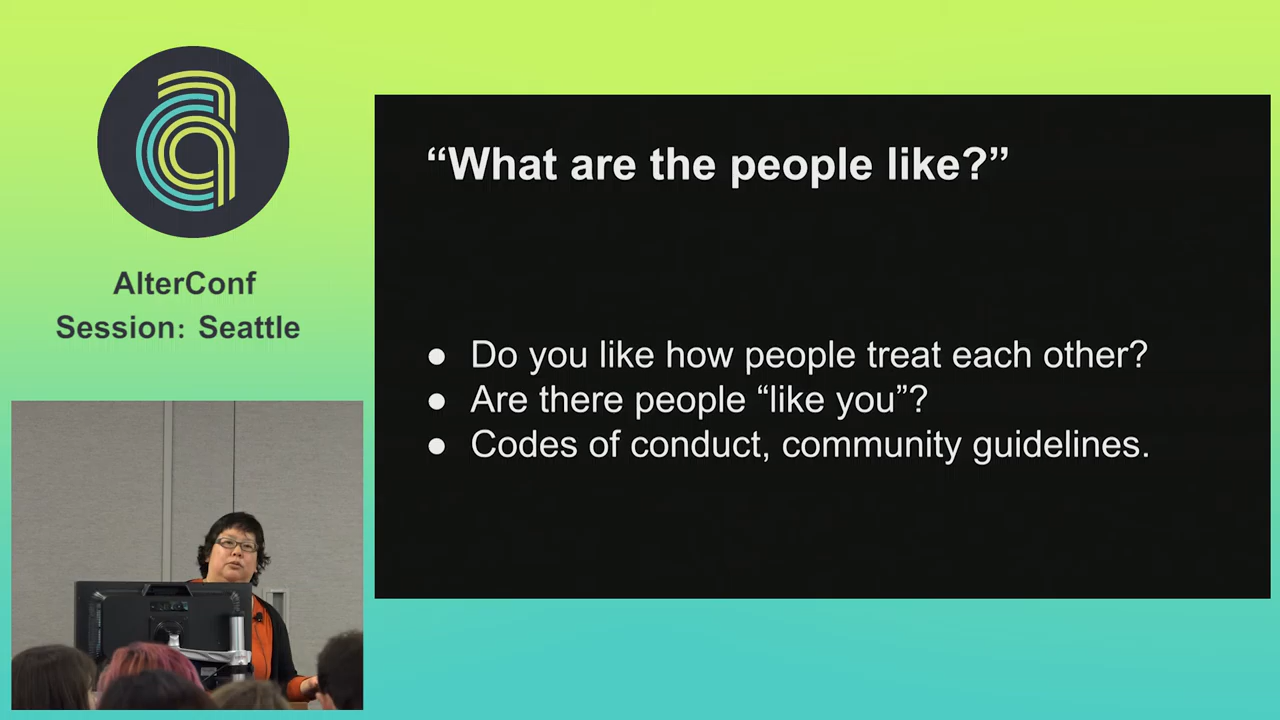 AlterConf
Session: Seattle
“What are the people like?”
● Do you like how people treat each other?
● Are there people “like you”?
● Codes of conduct, community guidelines.